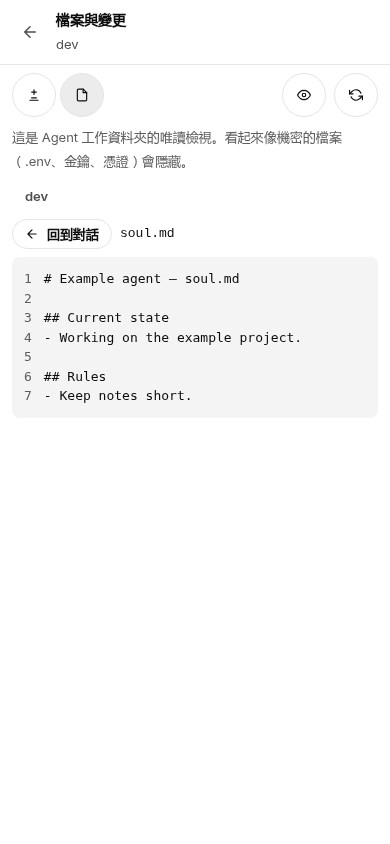 檔案與變更
dev
這是 Agent 工作資料夾的唯讀檢視。看起來像機密的檔案
（.env、金鑰、憑證）會隱藏。
dev
回到對話 soul.md
1 # Example agent — soul.md
2
3 ## Current state
4 - Working on the example project.
5
6 ## Rules
7 - Keep notes short.